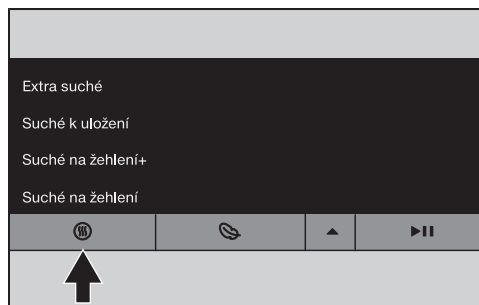 Extra suché
Suché k uložení
Suché na žehlení+
Suché na žehlení